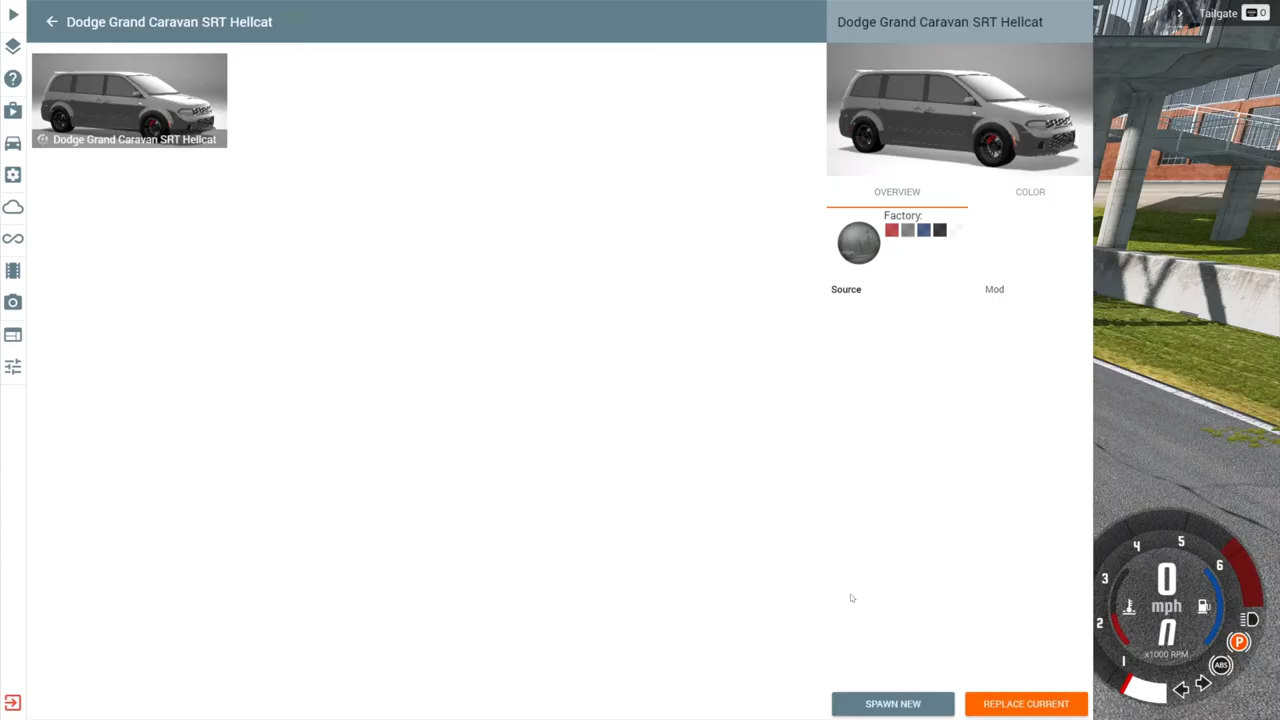 Dodge Grand Caravan SRT Hellcat
Dodge Grand Caravan SRT Hellcat
Tailgate 0
Dodge Grand Caravan SRT Hellcat
OVERVIEW
COLOR
Factory:
Source
Mod
SPAWN NEW
REPLACE CURRENT
1
2
3
4
5
6
0
mph
n
x1000 RPM
P
ABS